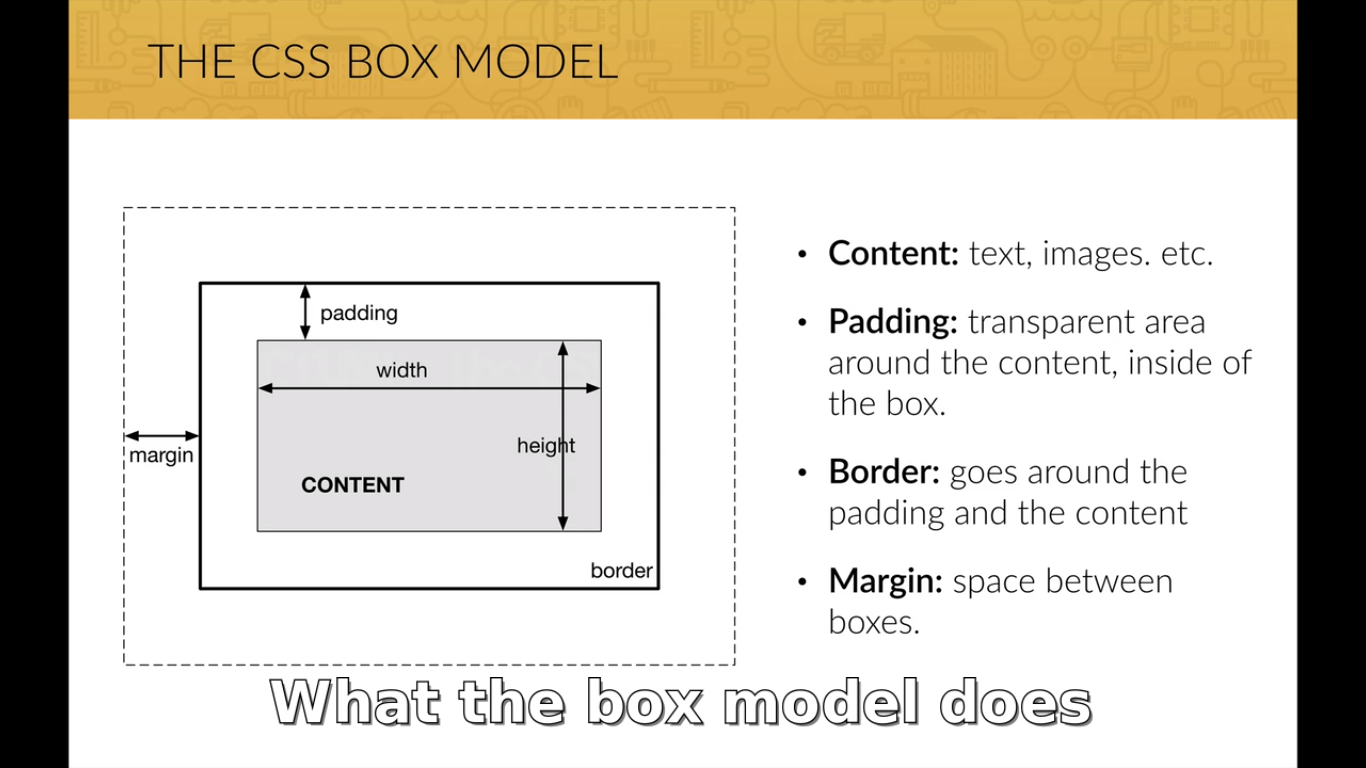 THE CSS BOX MODEL
padding
width
height
margin
CONTENT
border
• Content: text, images. etc.
• Padding: transparent area
around the content, inside of
the box.
• Border: goes around the
padding and the content
• Margin: space between
boxes.
What the box model does